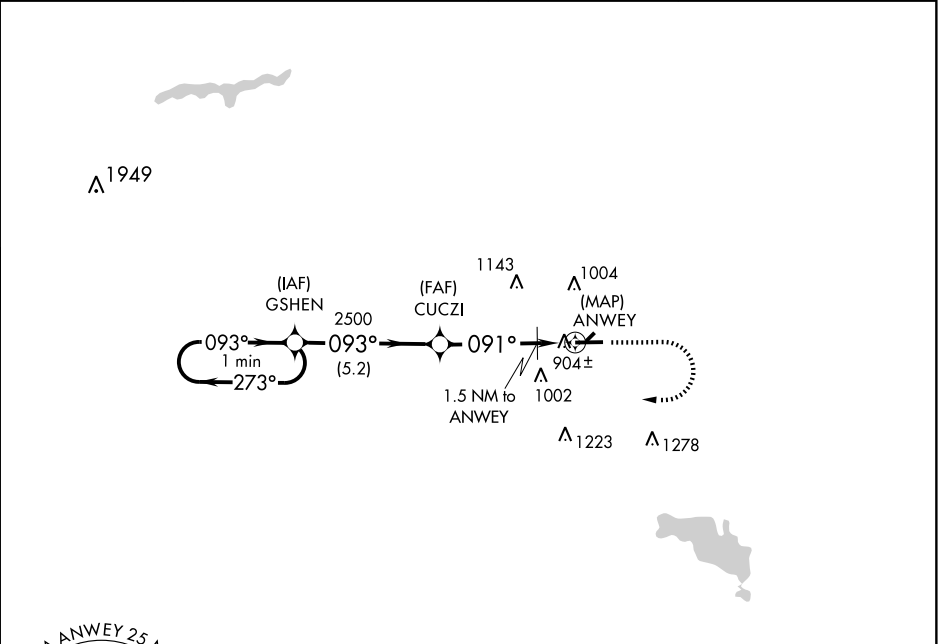 1949
1143
1004
(IAF)
GSHEN
(FAF)
CUCZI
(MAP)
ANWEY
2500
093°
093°
091°
1 min
(5.2)
904±
273°
1.5 NM to
ANWEY
1002
1223
1278
ANWEY 25